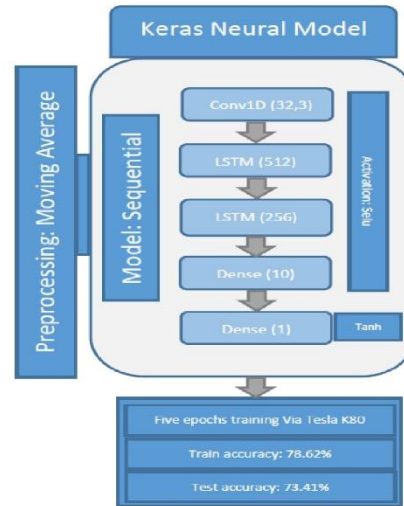 Keras Neural Model
Preprocessing: Moving Average
Model: Sequential
Conv1D (32,3)
LSTM (512)
LSTM (256)
Dense (10)
Dense (1)
Activation: Selu
Tanh
Five epochs training Via Tesla K80
Train accuracy: 78.62%
Test accuracy: 73.41%